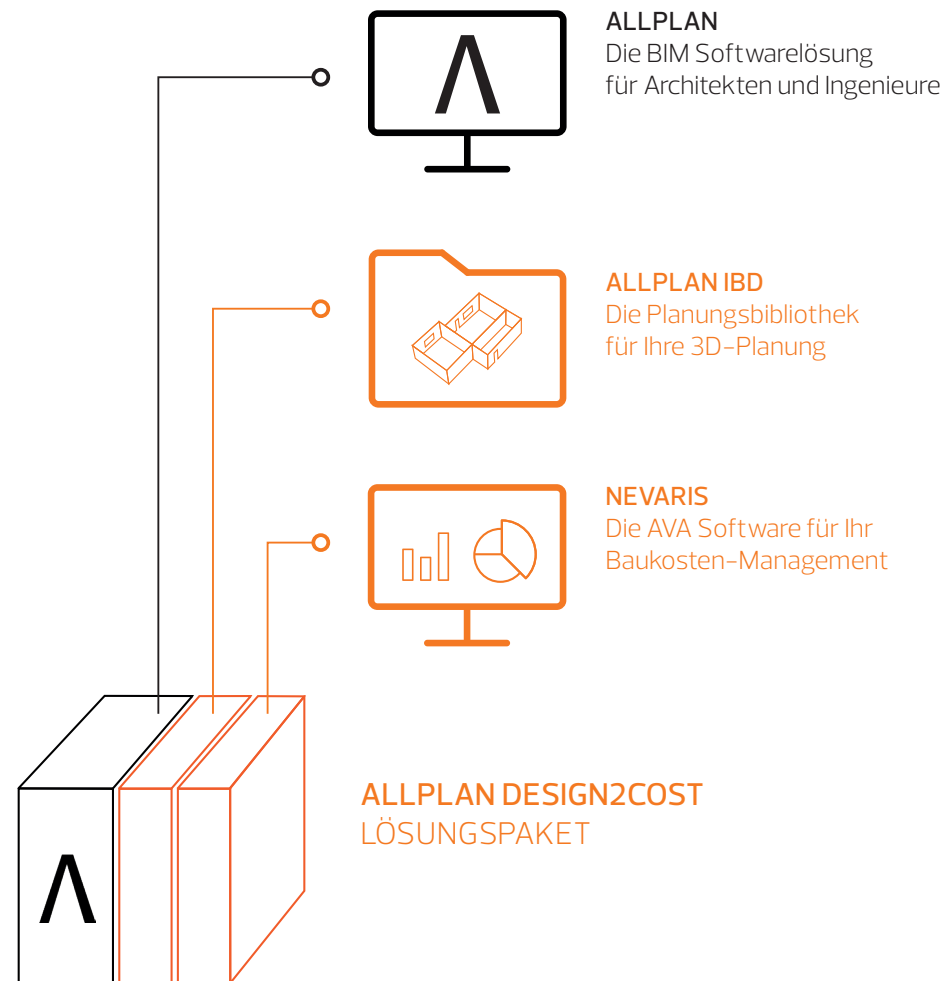 ALLPLAN
Die BIM Softwarelösung
für Architekten und Ingenieure
ALLPLAN IBD
Die Planungsbibliothek
für Ihre 3D-Planung
NEVARIS
Die AVA Software für Ihr
Baukosten-Management
ALLPLAN DESIGN2COST
LÖSUNGSPAKET